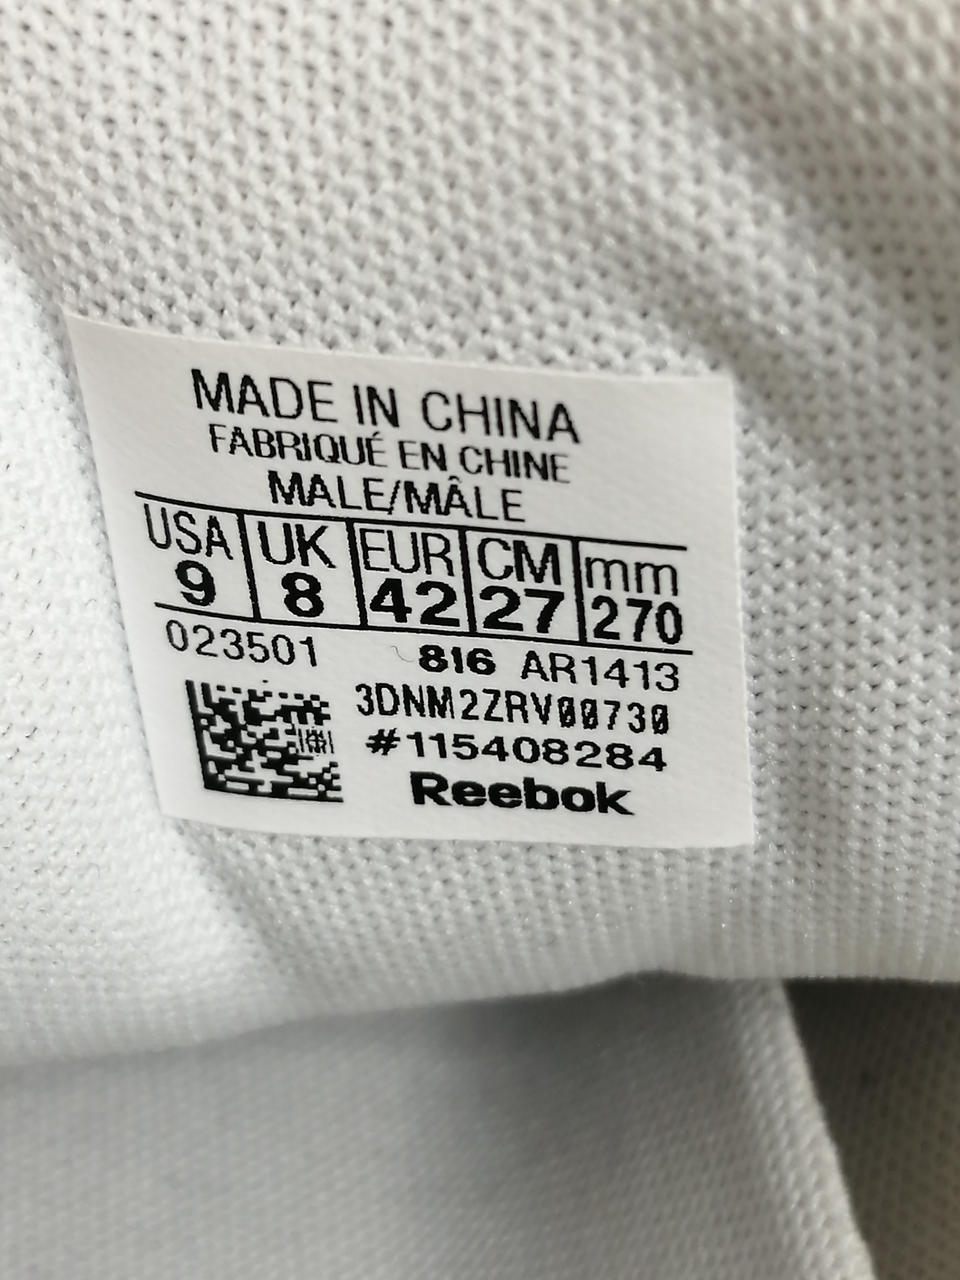 MADE IN CHINA
FABRIQUÉ EN CHINE
MALE/MÂLE
USA UK EUR CM mm
9 8 42 27 270
023501 816 AR1413
3DNM2ZRV00730
#115408284
Reebok